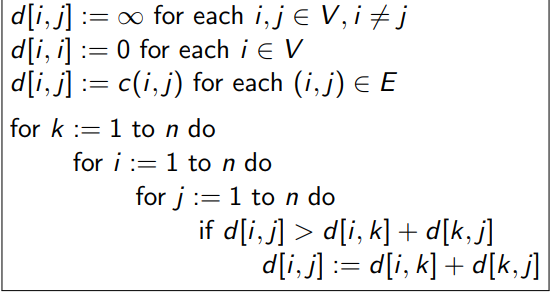 d[i,j] := ∞ for each i,j ∈ V, i ≠ j
d[i,i] := 0 for each i ∈ V
d[i,j] := c(i,j) for each (i,j) ∈ E
for k := 1 to n do
for i := 1 to n do
for j := 1 to n do
if d[i,j] > d[i,k] + d[k,j]
d[i,j] := d[i,k] + d[k,j]